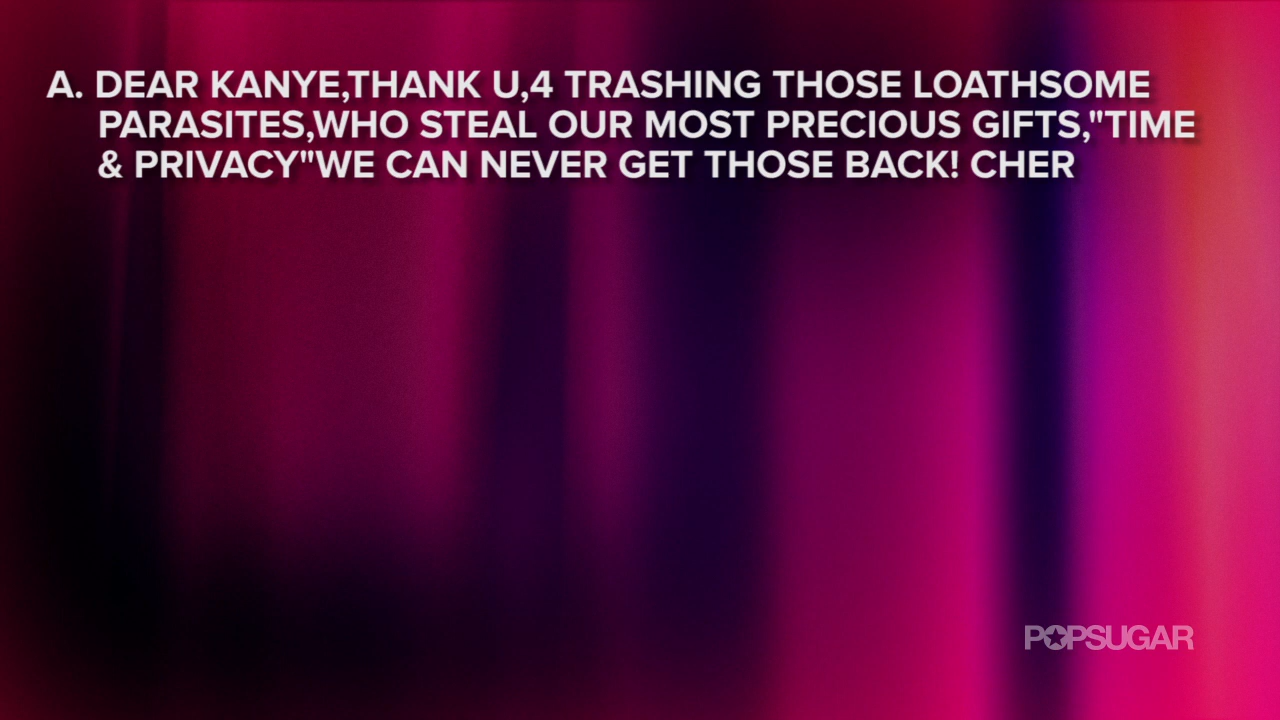 A. DEAR KANYE,THANK U,4 TRASHING THOSE LOATHSOME
PARASITES,WHO STEAL OUR MOST PRECIOUS GIFTS,"TIME
& PRIVACY"WE CAN NEVER GET THOSE BACK! CHER
POPSUGAR